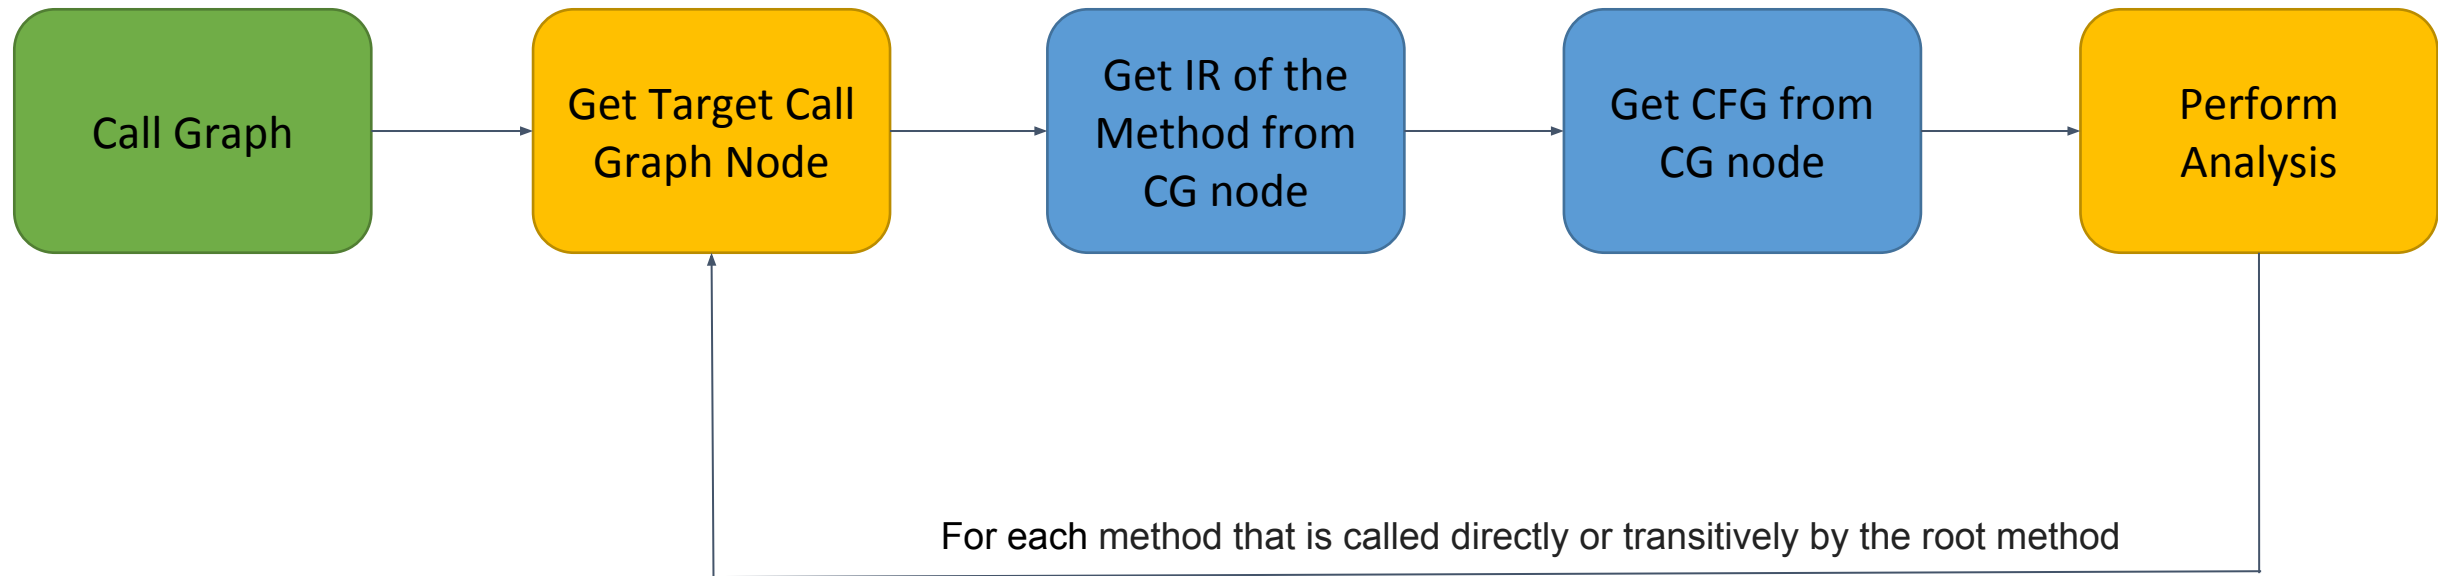 Call Graph
Get Target Call
Graph Node
Get IR of the
Method from
CG node
Get CFG from
CG node
Perform
Analysis
For each method that is called directly or transitively by the root method